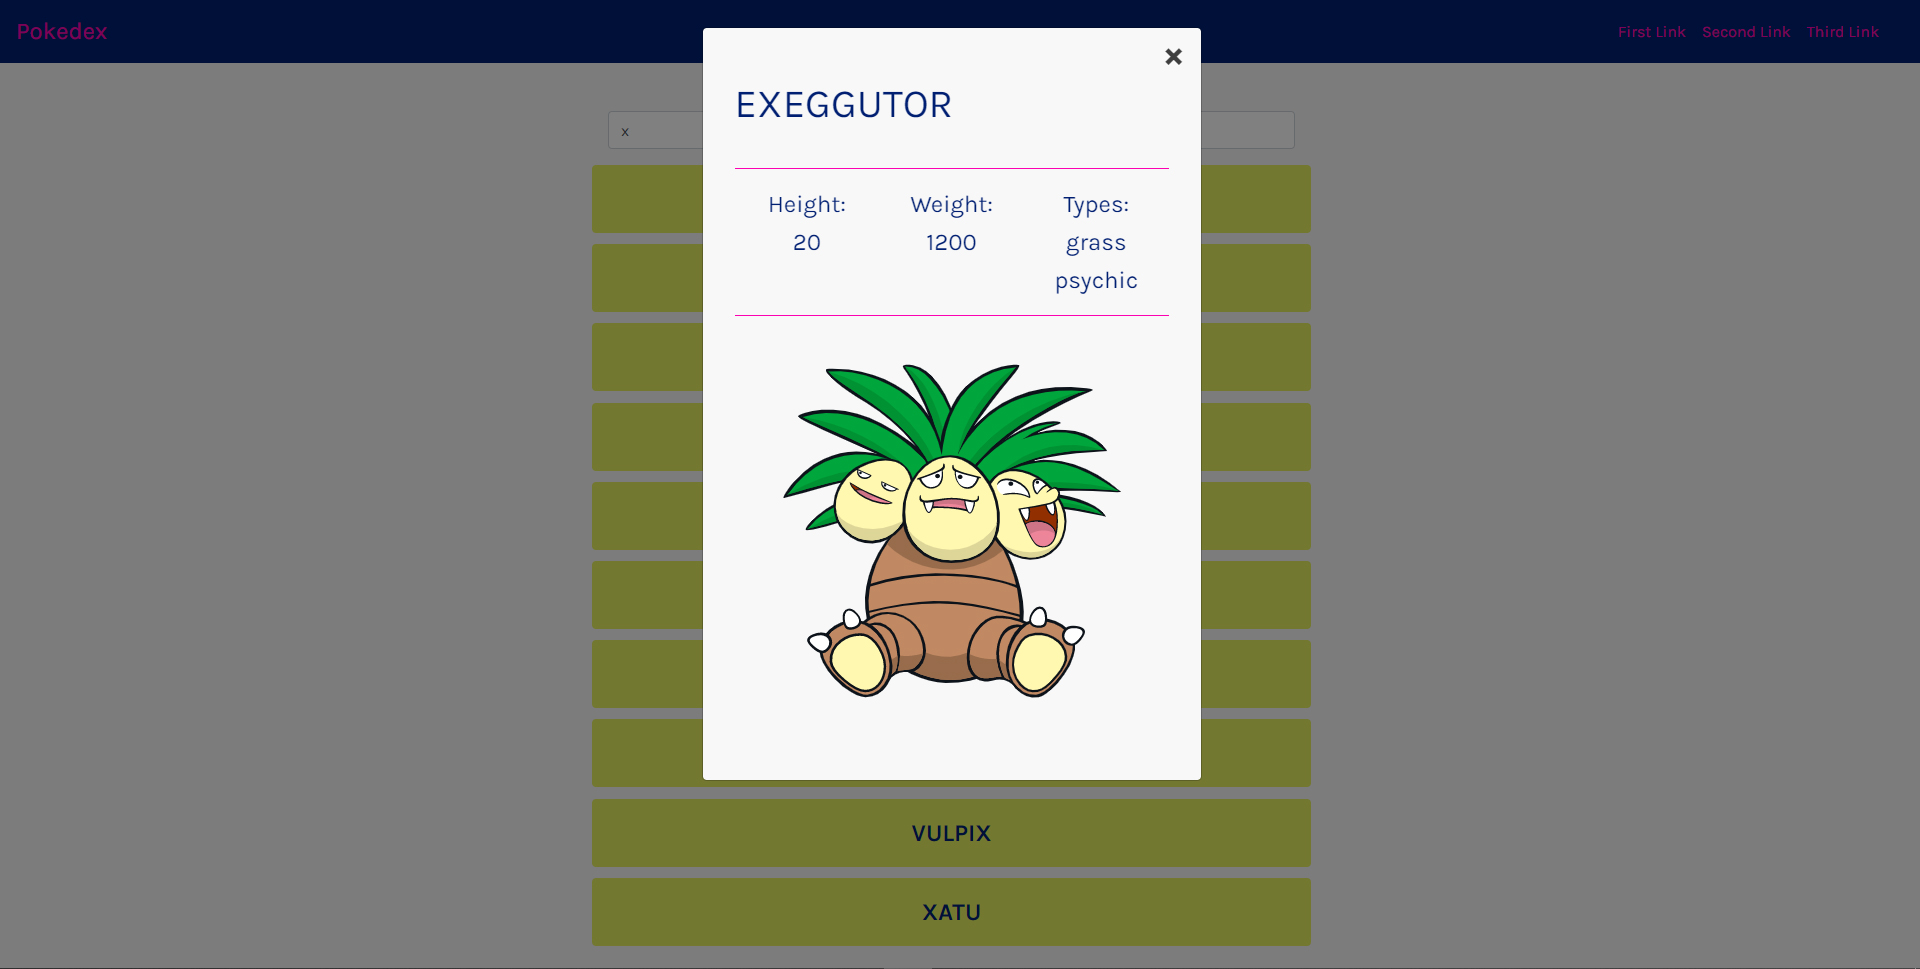 Pokedex
First Link Second Link Third Link
x
×
EXEGGUTOR
Height: Weight: Types:
20 1200 grass
psychic
VULPIX
XATU